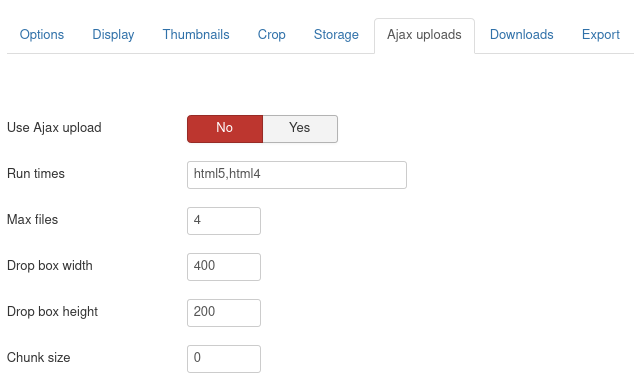 Options Display Thumbnails Crop Storage Ajax uploads Downloads Export
Use Ajax upload No Yes
Run times html5,html4
Max files 4
Drop box width 400
Drop box height 200
Chunk size 0